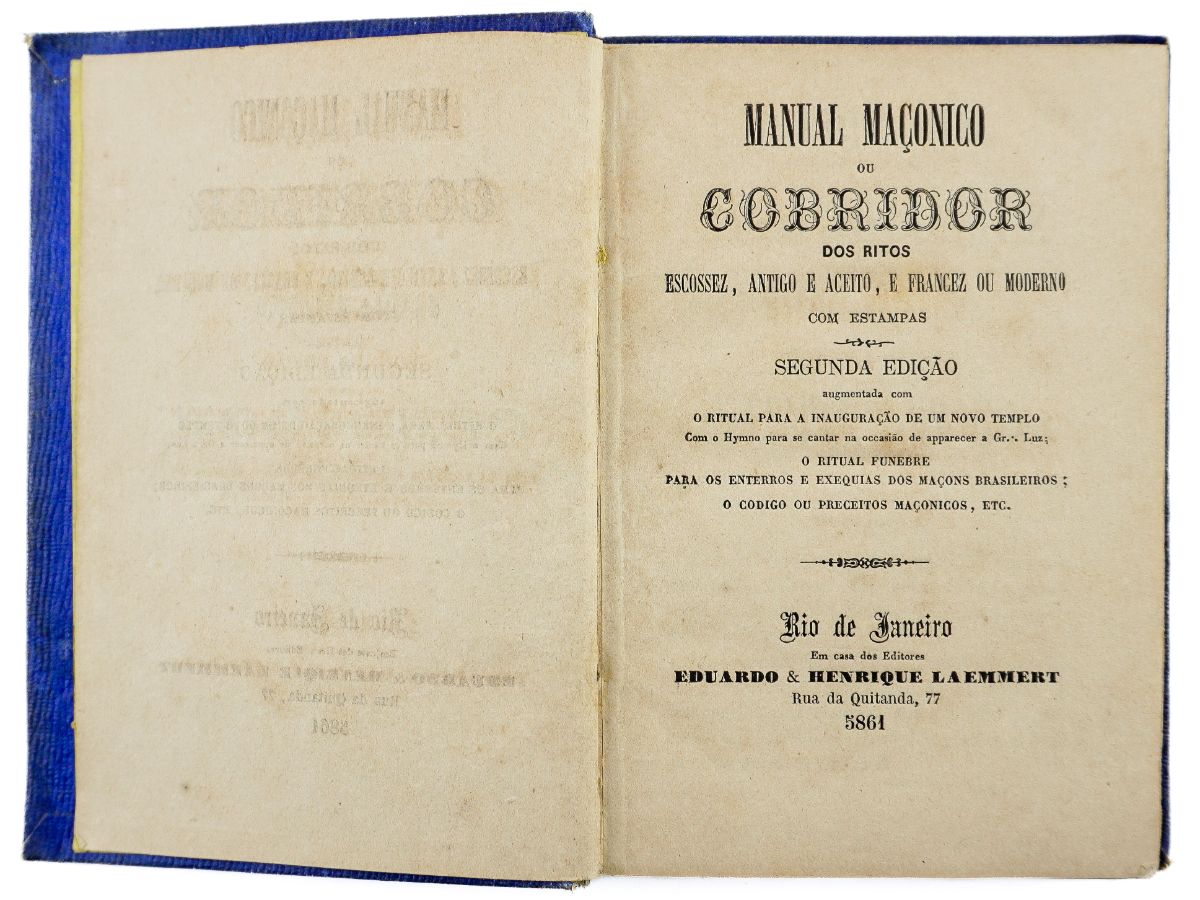 MANUAL MAÇONICO
OU
COBRIDOR
DOS RITOS
ESCOSSEZ, ANTIGO E ACEITO, E FRANCEZ OU MODERNO
COM ESTAMPAS
SEGUNDA EDIÇÃO
augmentada com
O RITUAL PARA A INAUGURAÇÃO DE UM NOVO TEMPLO
Com o Hymno para se cantar na occasião de apparecer a Gr.·. Luz;
O RITUAL FUNEBRE
PARA OS ENTERROS E EXEQUIAS DOS MAÇONS BRASILEIROS;
O CODIGO OU PRECEITOS MAÇONICOS, ETC.
Rio de Janeiro
Em casa dos Editores
EDUARDO & HENRIQUE LAEMMERT
Rua da Quitanda, 77
5861